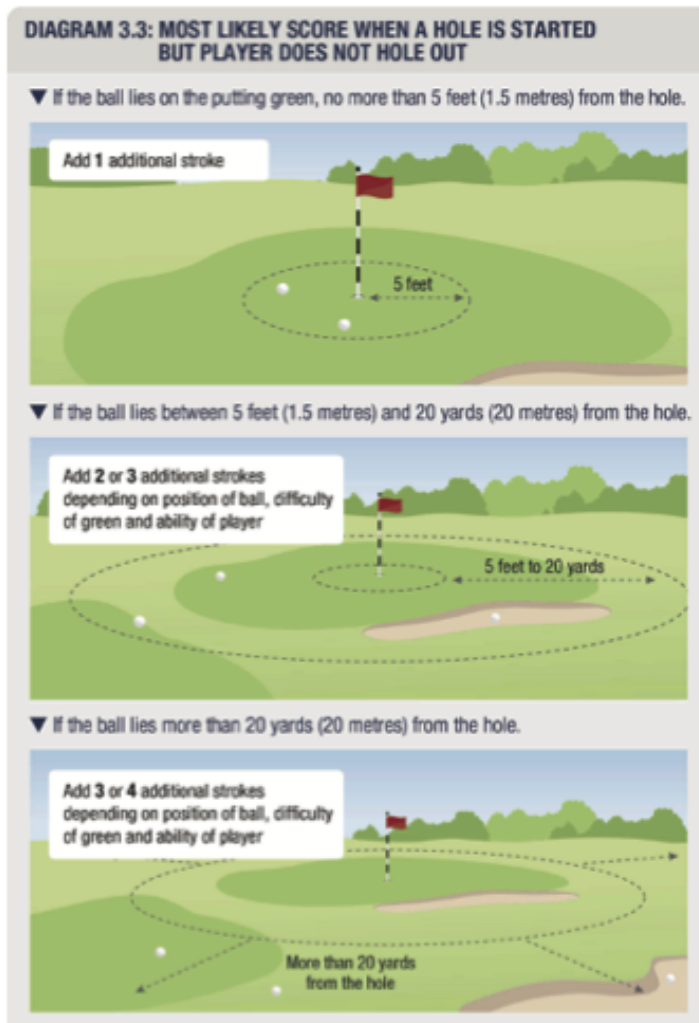 DIAGRAM 3.3: MOST LIKELY SCORE WHEN A HOLE IS STARTED
BUT PLAYER DOES NOT HOLE OUT
▼ If the ball lies on the putting green, no more than 5 feet (1.5 metres) from the hole.
Add 1 additional stroke
5 feet
▼ If the ball lies between 5 feet (1.5 metres) and 20 yards (20 metres) from the hole.
Add 2 or 3 additional strokes
depending on position of ball, difficulty
of green and ability of player
5 feet to 20 yards
▼ If the ball lies more than 20 yards (20 metres) from the hole.
Add 3 or 4 additional strokes
depending on position of ball, difficulty
of green and ability of player
More than 20 yards
from the hole